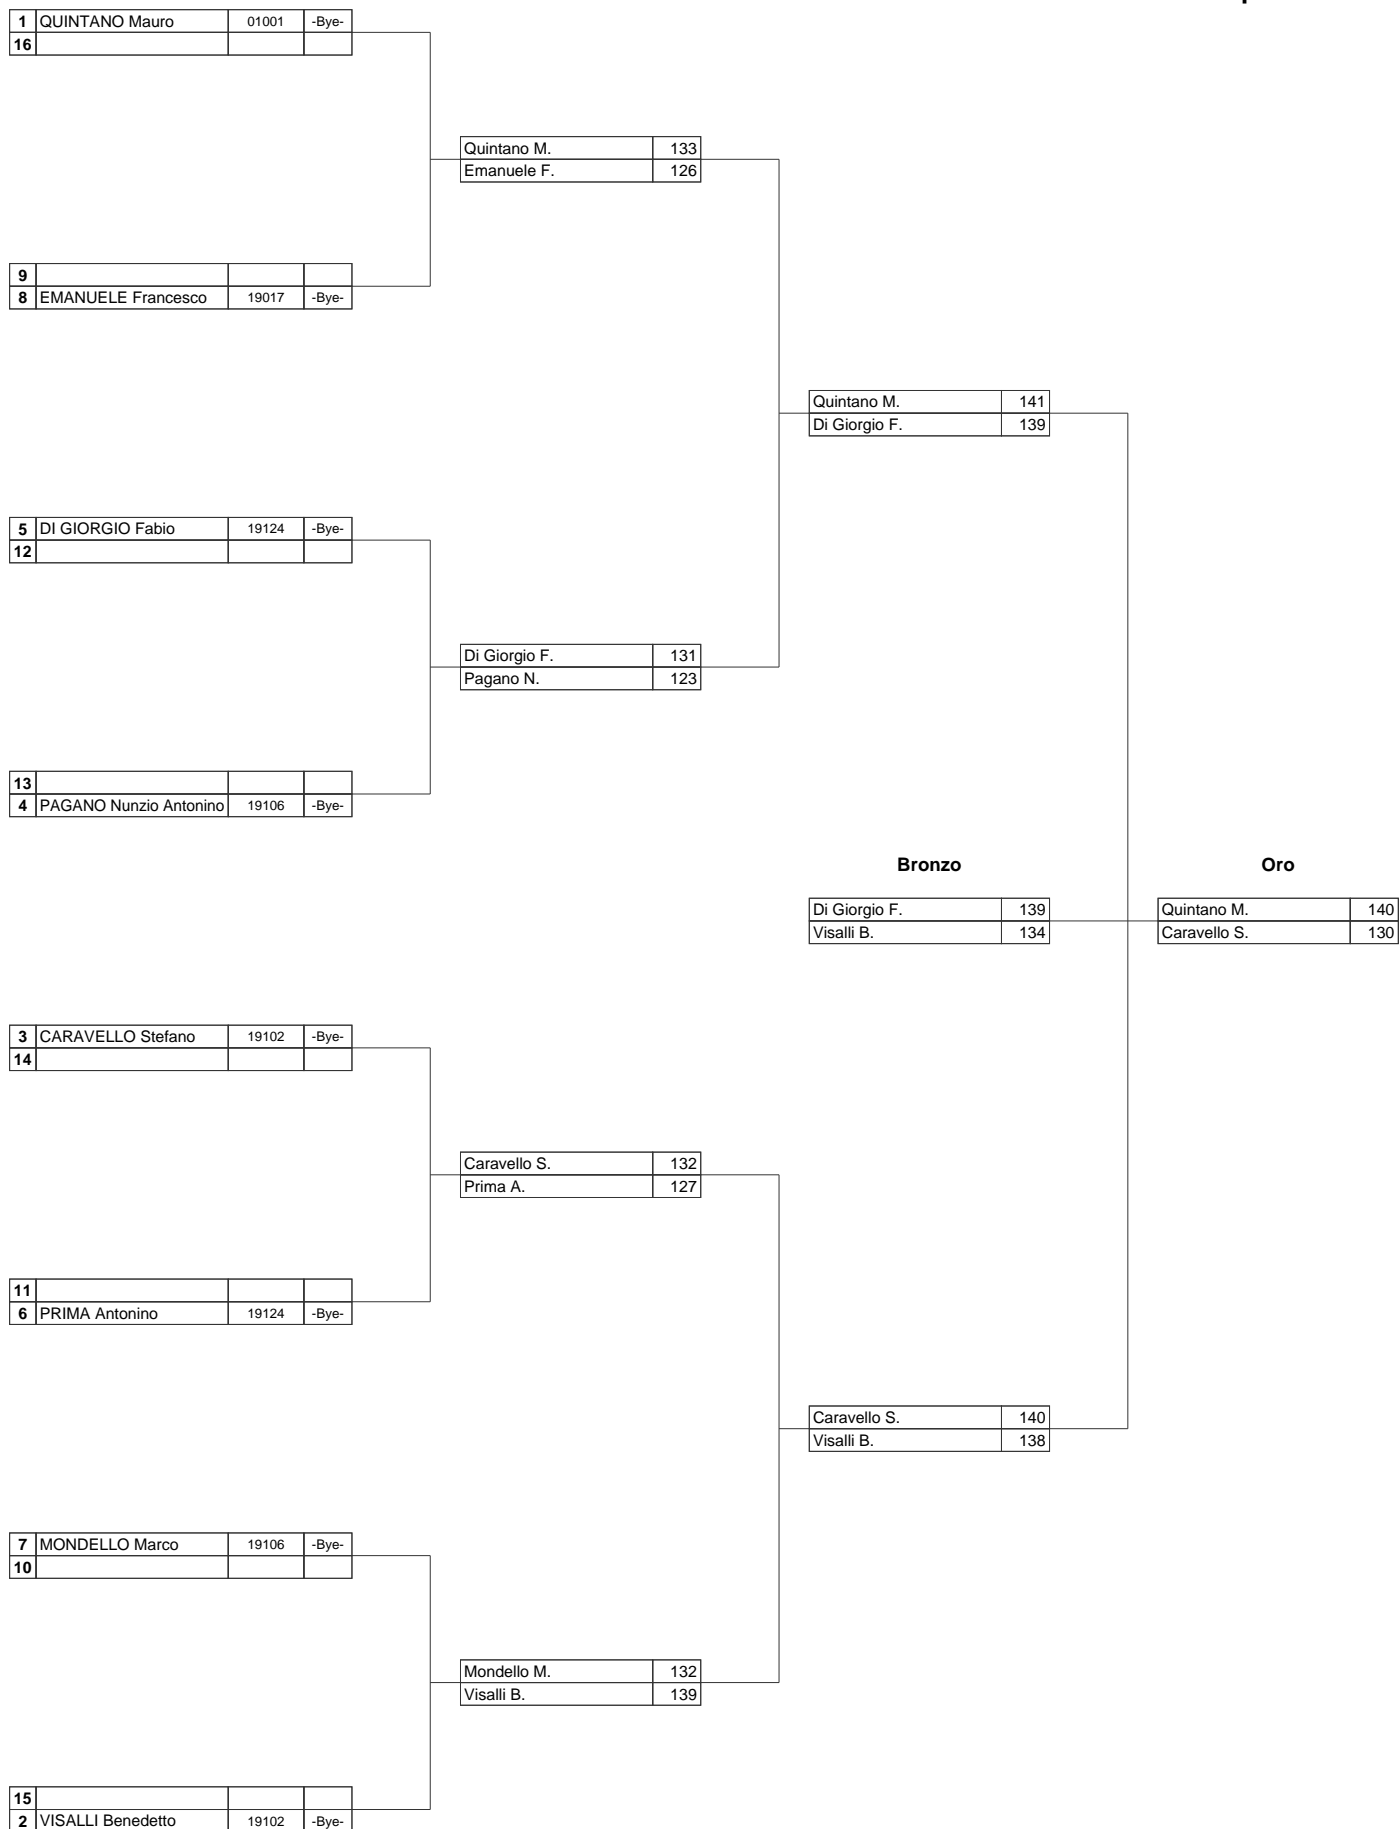 1 QUINTANO Mauro 01001 -Bye-
16
Quintano M. 133
Emanuele F. 126
9
8 EMANUELE Francesco 19017 -Bye-
Quintano M. 141
Di Giorgio F. 139
5 DI GIORGIO Fabio 19124 -Bye-
12
Di Giorgio F. 131
Pagano N. 123
13
4 PAGANO Nunzio Antonino 19106 -Bye-
Bronzo Oro
Di Giorgio F. 139 Quintano M. 140
Visalli B. 134 Caravello S. 130
3 CARAVELLO Stefano 19102 -Bye-
14
Caravello S. 132
Prima A. 127
11
6 PRIMA Antonino 19124 -Bye-
Caravello S. 140
Visalli B. 138
7 MONDELLO Marco 19106 -Bye-
10
Mondello M. 132
Visalli B. 139
15
2 VISALLI Benedetto 19102 -Bye-